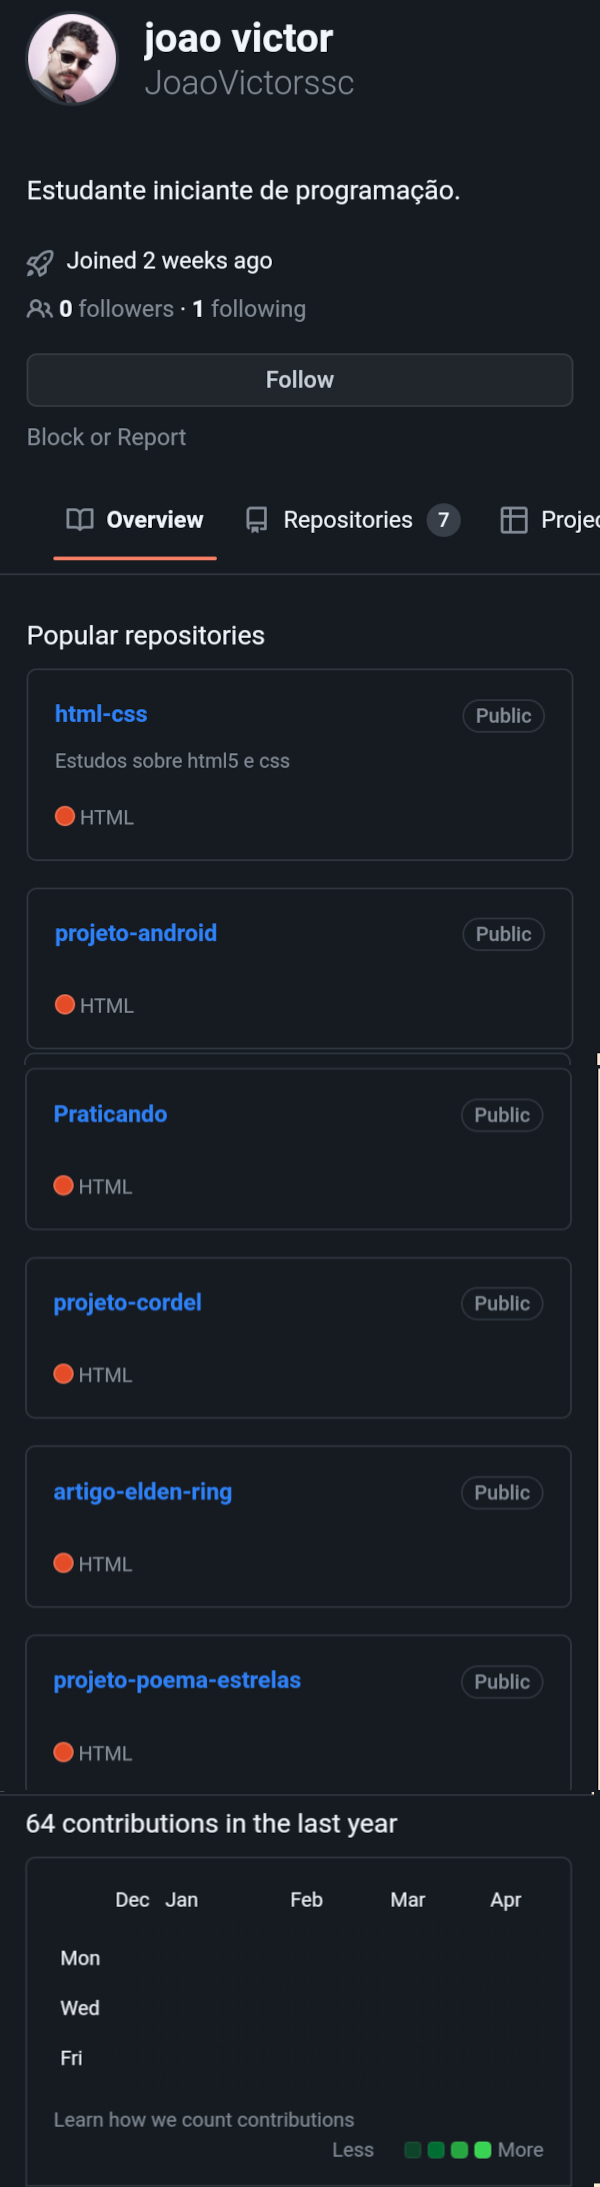 joao victor
JoaoVictorssc
Estudante iniciante de programação.
Joined 2 weeks ago
0 followers · 1 following
Follow
Block or Report
Overview Repositories 7 Projec
Popular repositories
html-css Public
Estudos sobre html5 e css
HTML
projeto-android Public
HTML
Praticando Public
HTML
projeto-cordel Public
HTML
artigo-elden-ring Public
HTML
projeto-poema-estrelas Public
HTML
64 contributions in the last year
Dec Jan Feb Mar Apr
Mon
Wed
Fri
Learn how we count contributions
Less More